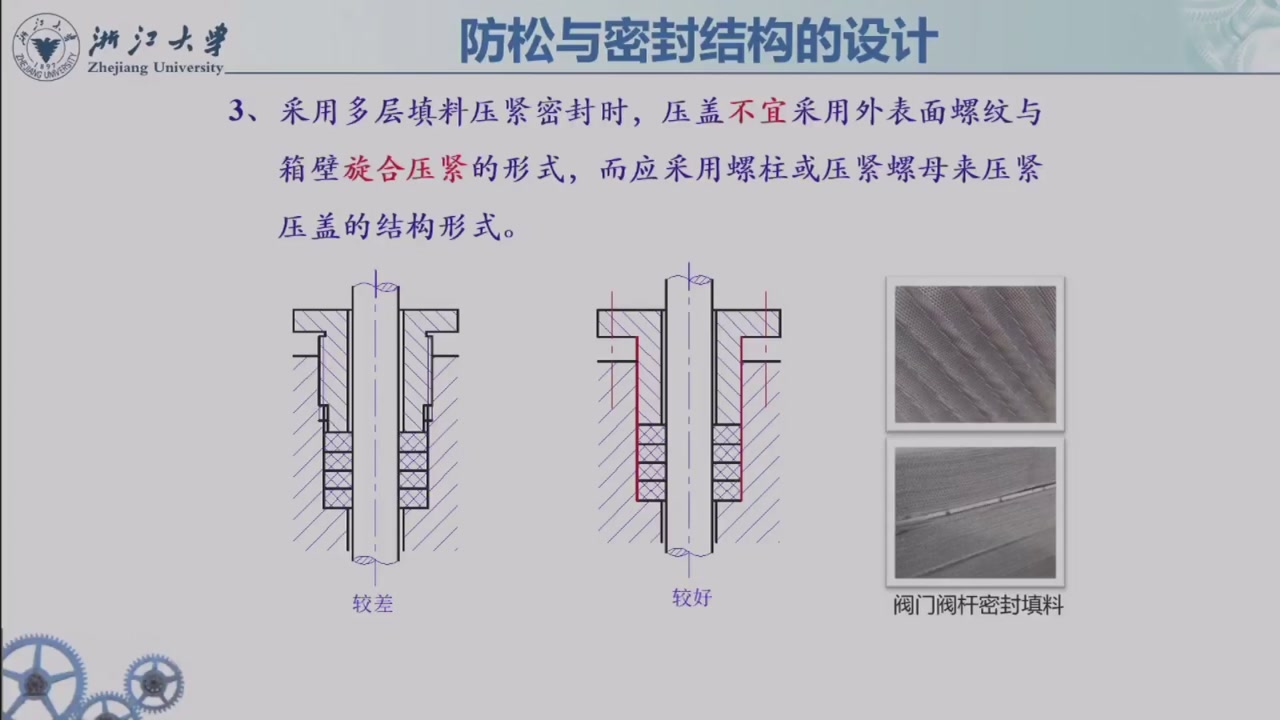 浙江大学
Zhejiang University
防松与密封结构的设计
3、采用多层填料压紧密封时，压盖不宜采用外表面螺纹与
箱壁旋合压紧的形式，而应采用螺柱或压紧螺母来压紧
压盖的结构形式。
较差
较好
阀门阀杆密封填料